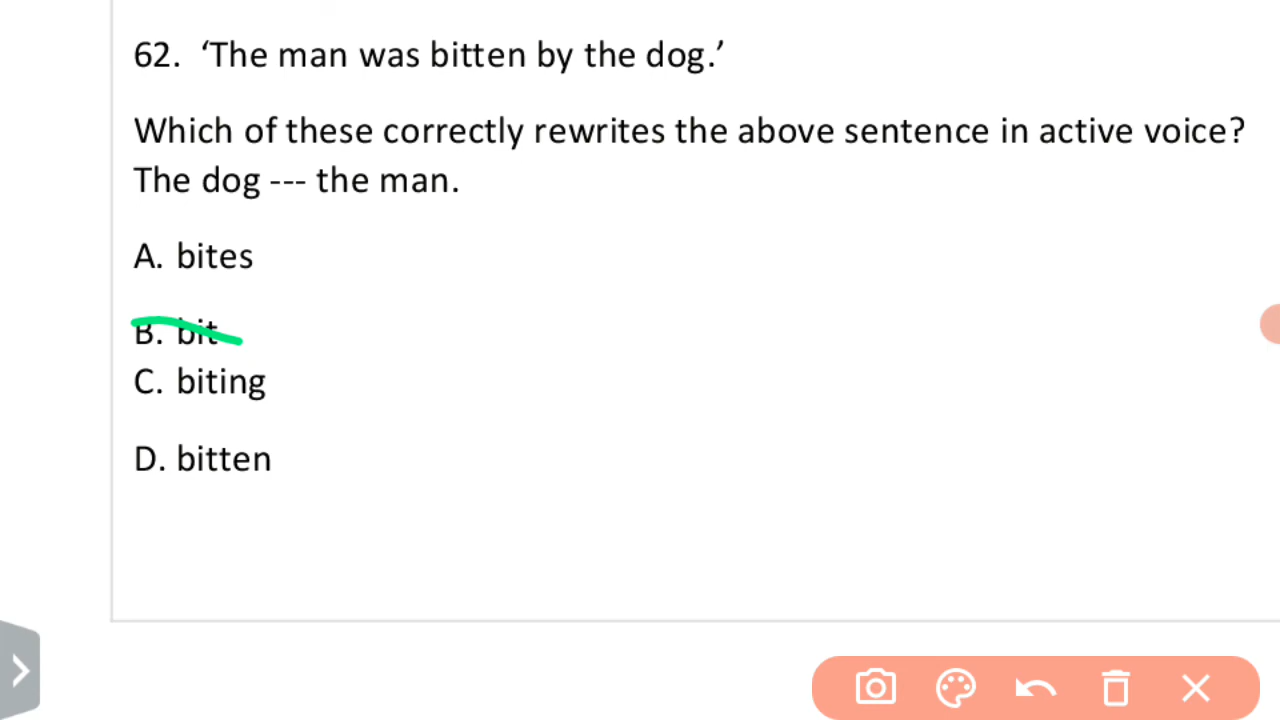 62. ‘The man was bitten by the dog.’
Which of these correctly rewrites the above sentence in active voice?
The dog --- the man.
A. bites
B. bit
C. biting
D. bitten